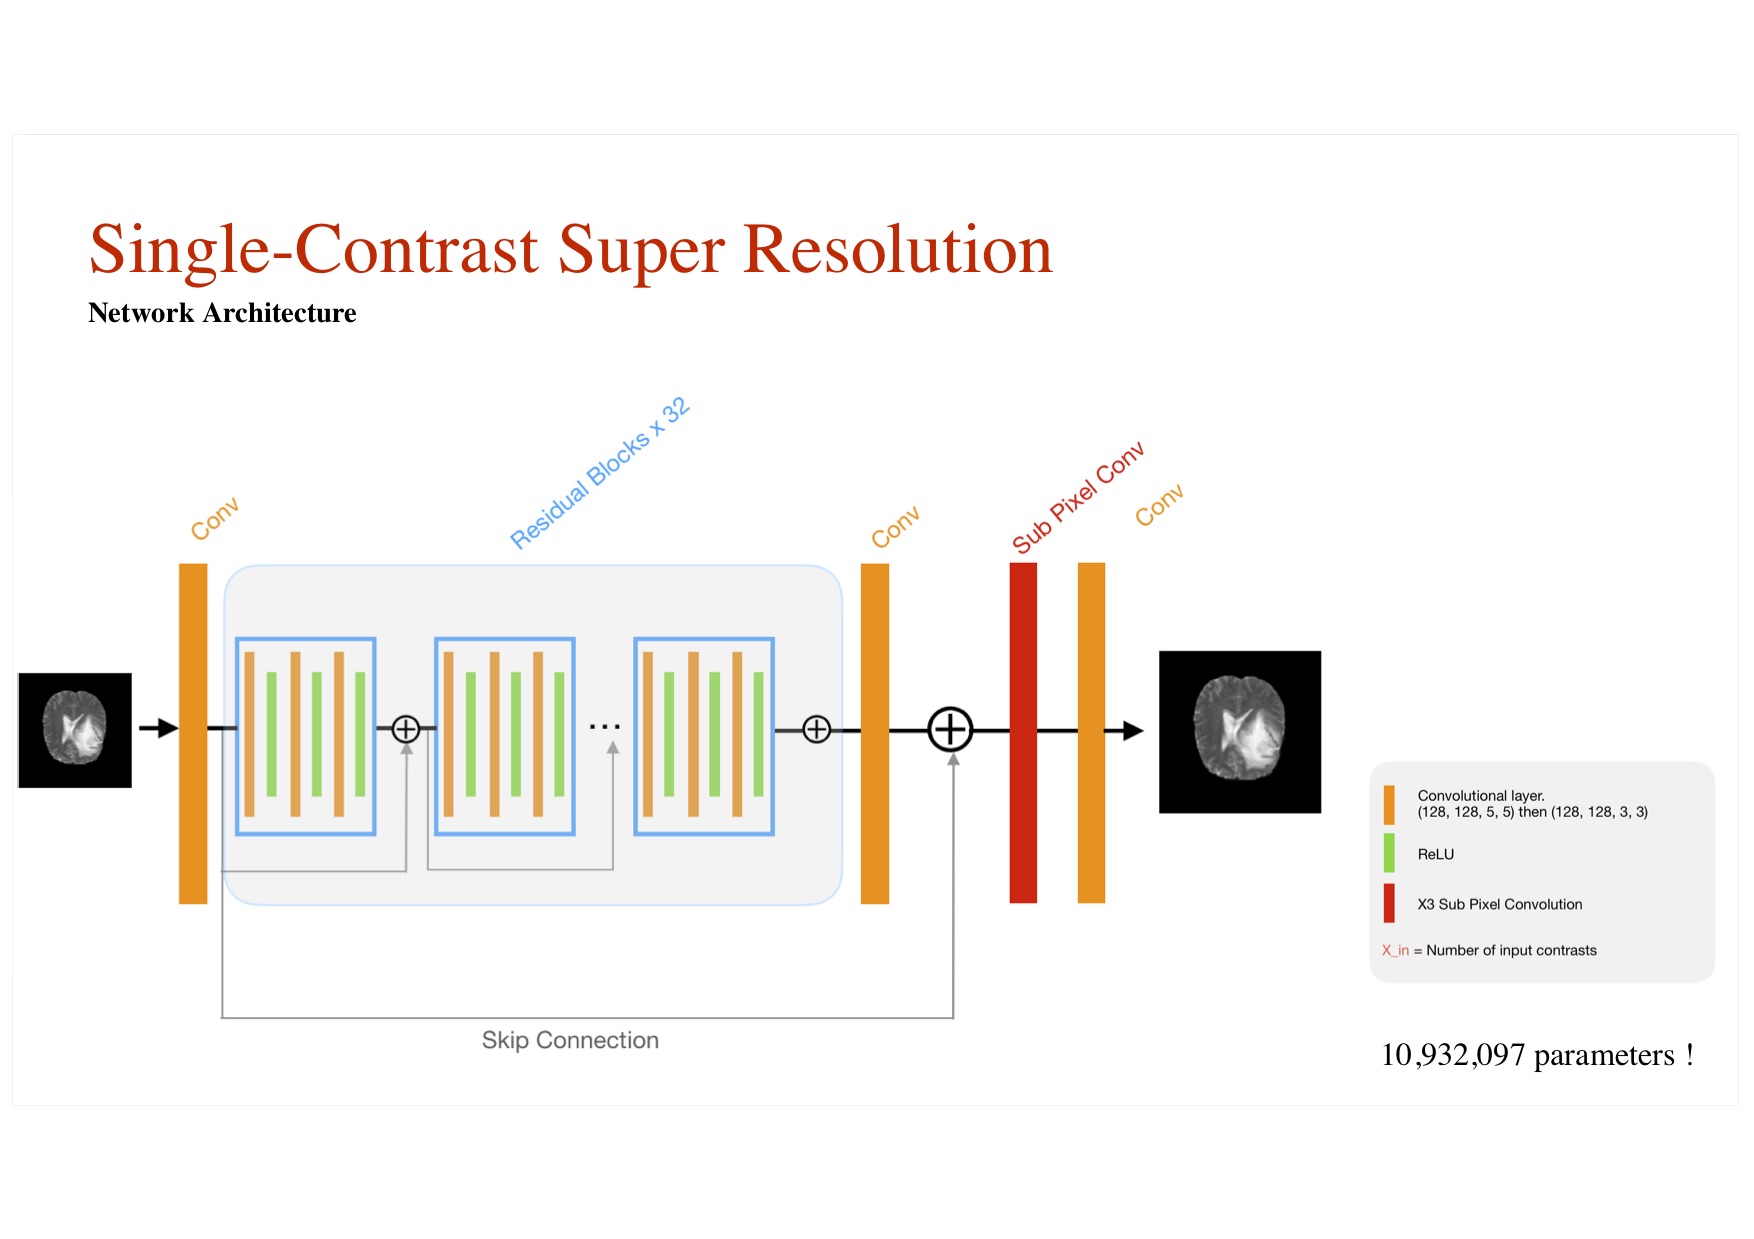 Single-Contrast Super Resolution
Network Architecture
Conv
Residual Blocks x 32
Conv
Sub Pixel Conv
Conv
...
Convolutional layer.
(128, 128, 5, 5) then (128, 128, 3, 3)
ReLU
X3 Sub Pixel Convolution
X_in = Number of input contrasts
Skip Connection
10,932,097 parameters !